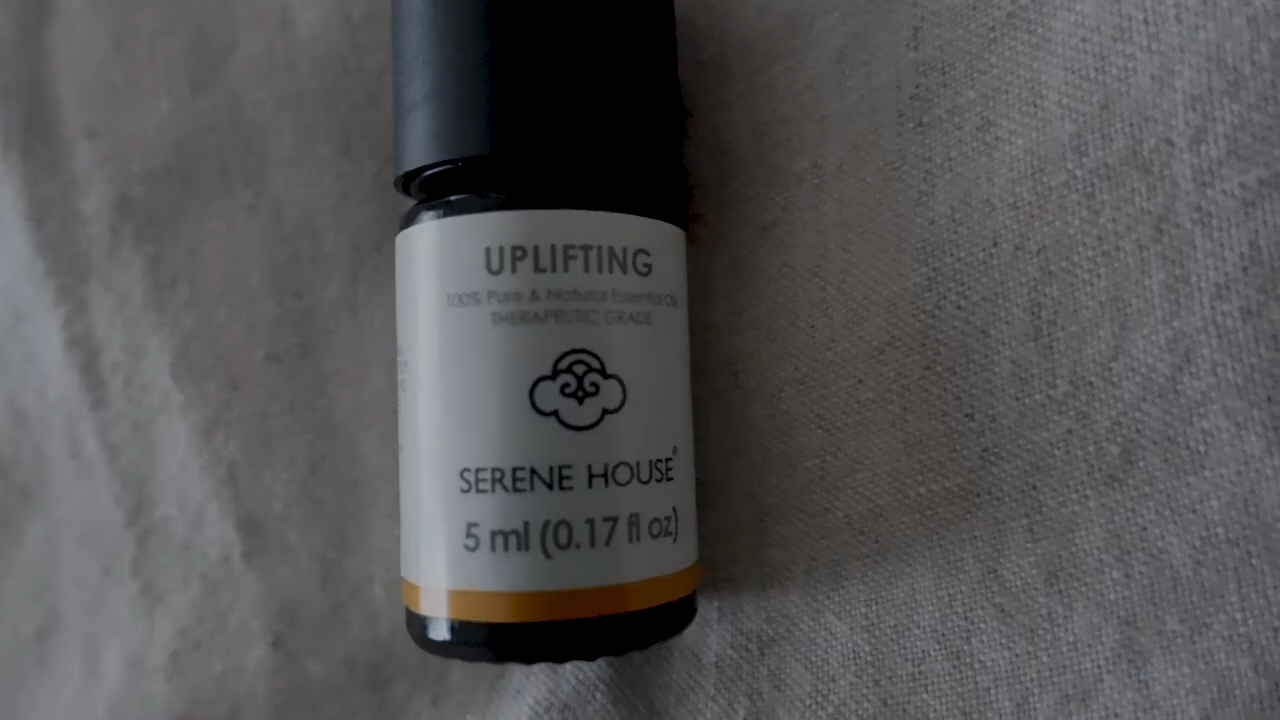 UPLIFTING
100% Pure & Natural Essential Oils
THERAPEUTIC GRADE
SERENE HOUSE®
5 ml (0.17 fl oz)